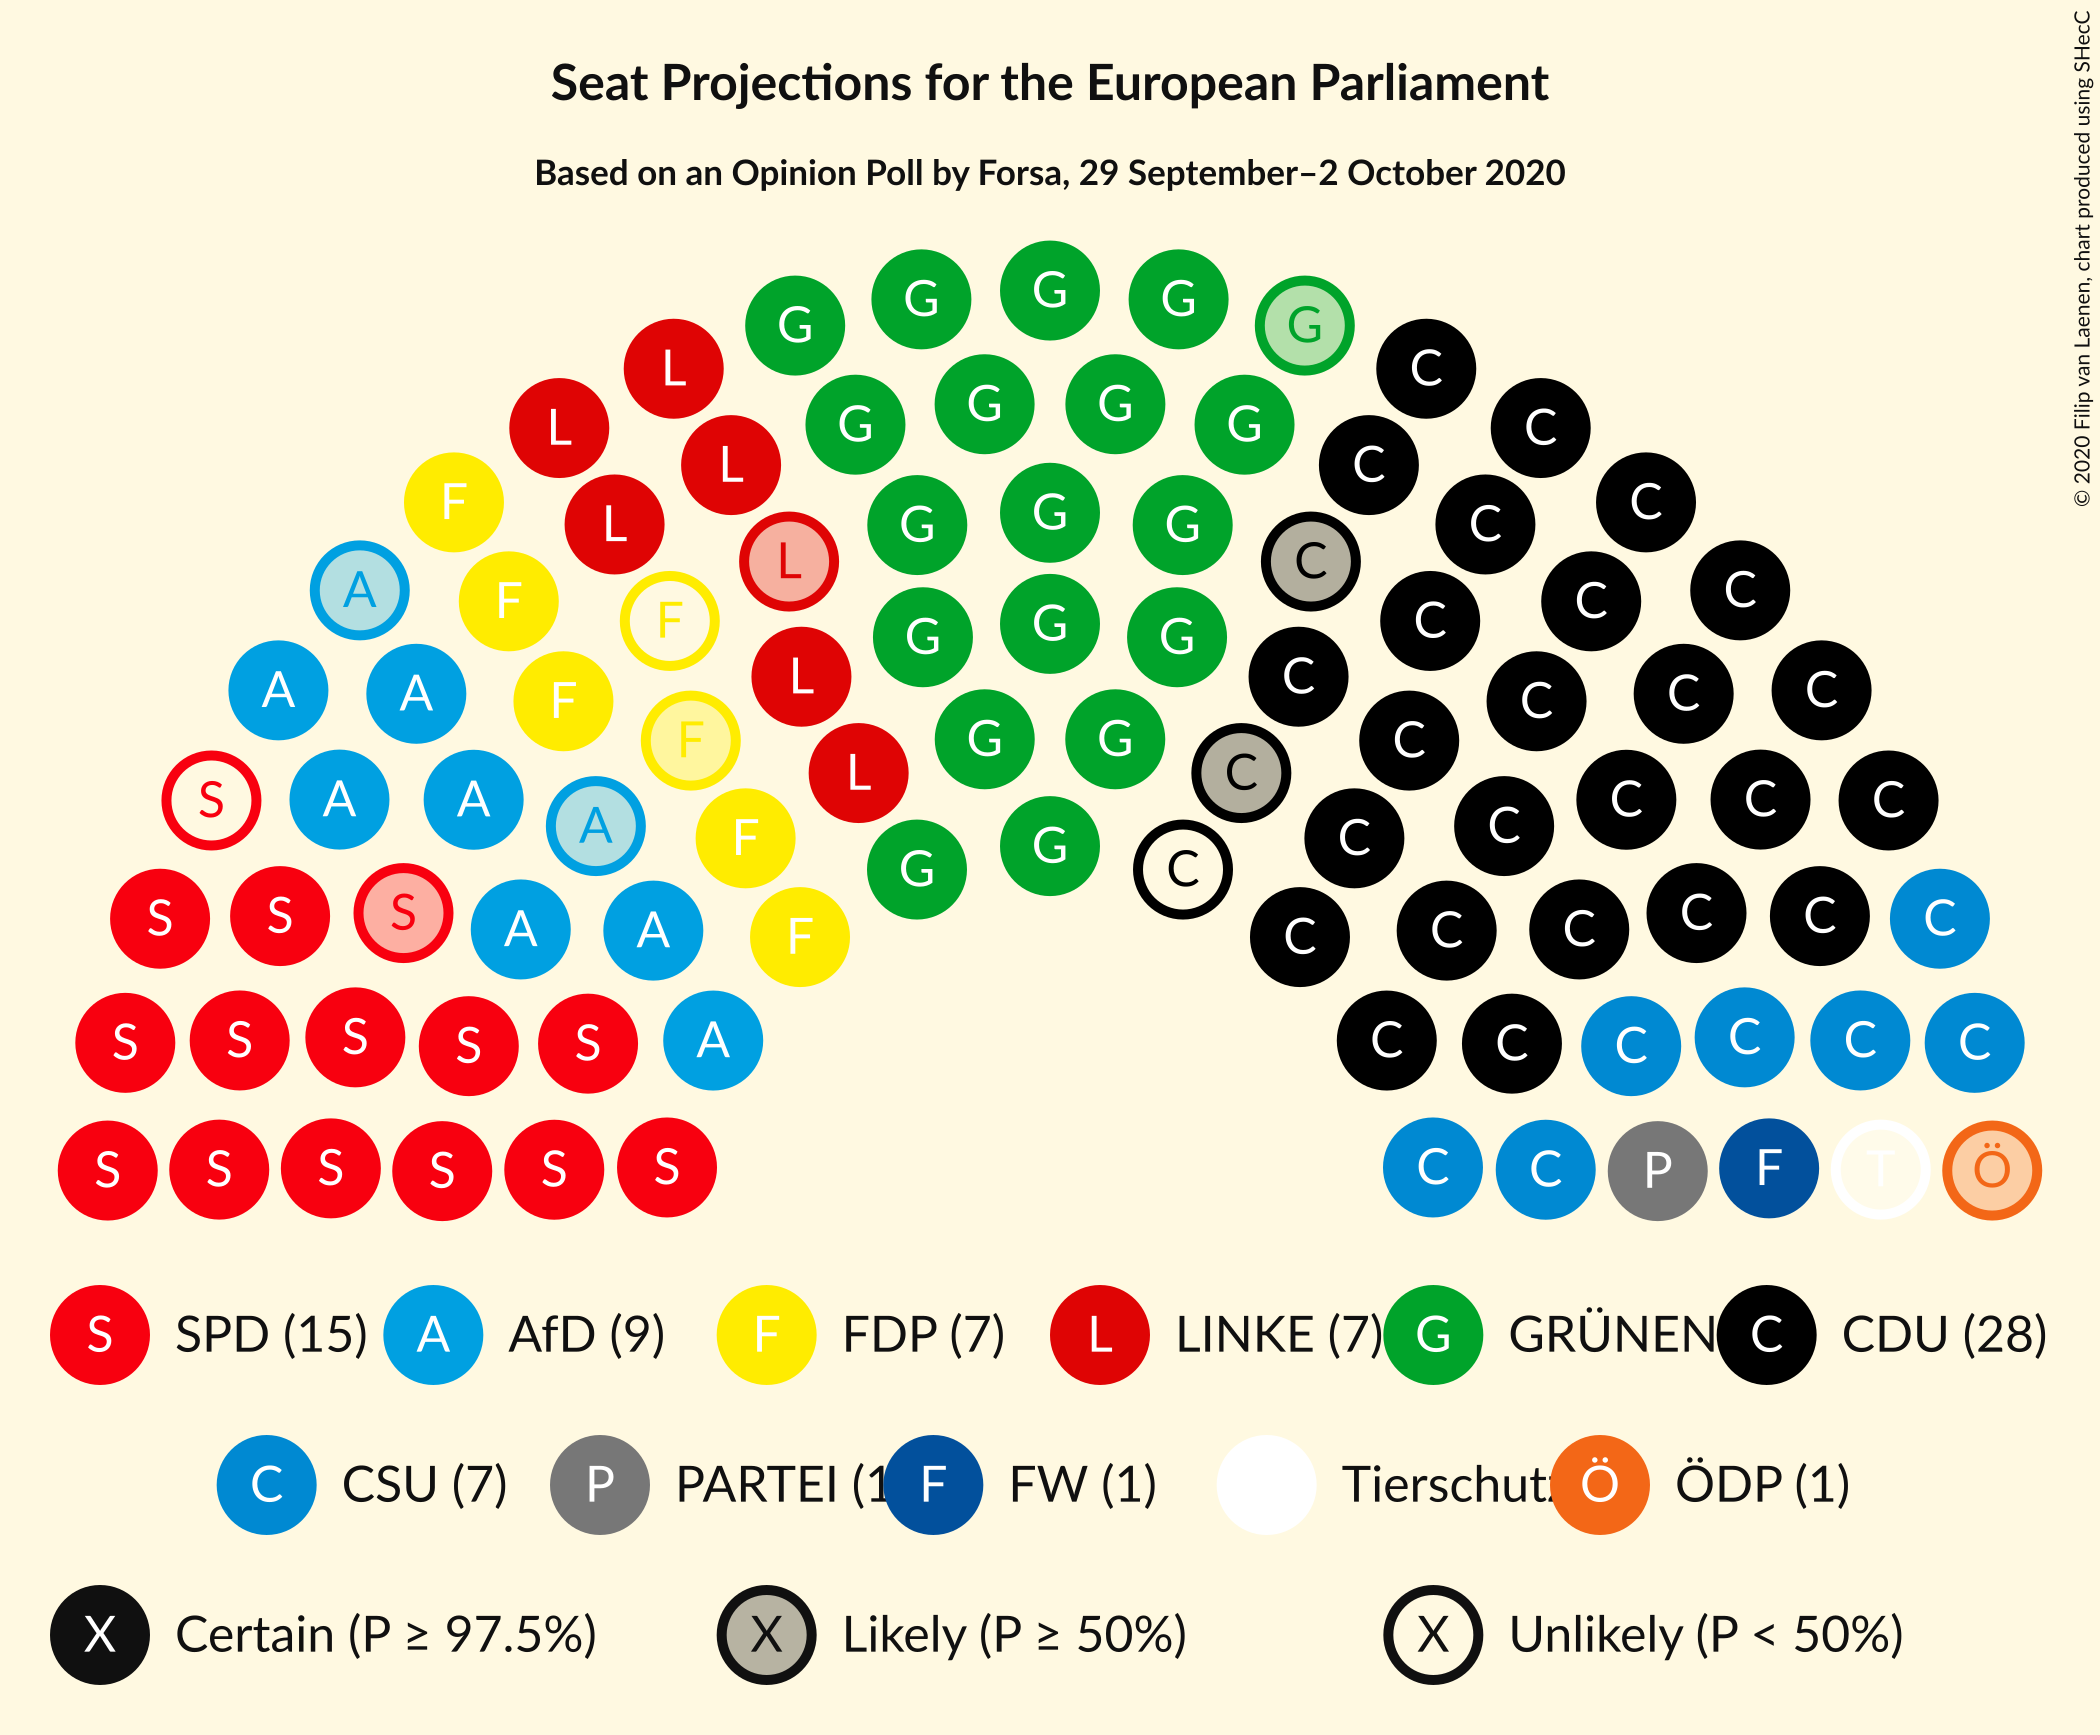 Seat Projections for the European Parliament
Based on an Opinion Poll by Forsa, 29 September–2 October 2020
© 2020 Filip van Laenen, chart produced using SHecC
G G G G G
L C
G G G G
L C
L C
L C
F G G G C
L C
A L C C
F C
F G G G C
A L C C
A C
F C
F C
G G
L C
S A A C C C
A C
F C
G G
C
S S S A A C C C C C
F C
S S S S S A C C C C C C
S S S S S S C C P F T Ö
S SPD (15) A AfD (9) F FDP (7) L LINKE (7) G GRÜNEN C CDU (28)
C CSU (7) P PARTEI (1 F FW (1) Tierschutz Ö ÖDP (1)
X Certain (P ≥ 97.5%) X Likely (P ≥ 50%) X Unlikely (P < 50%)